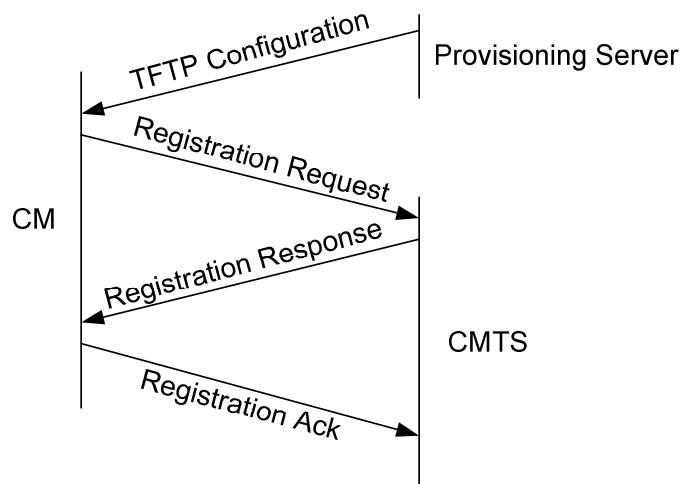 TFTP Configuration
Provisioning Server
Registration Request
CM
Registration Response
CMTS
Registration Ack